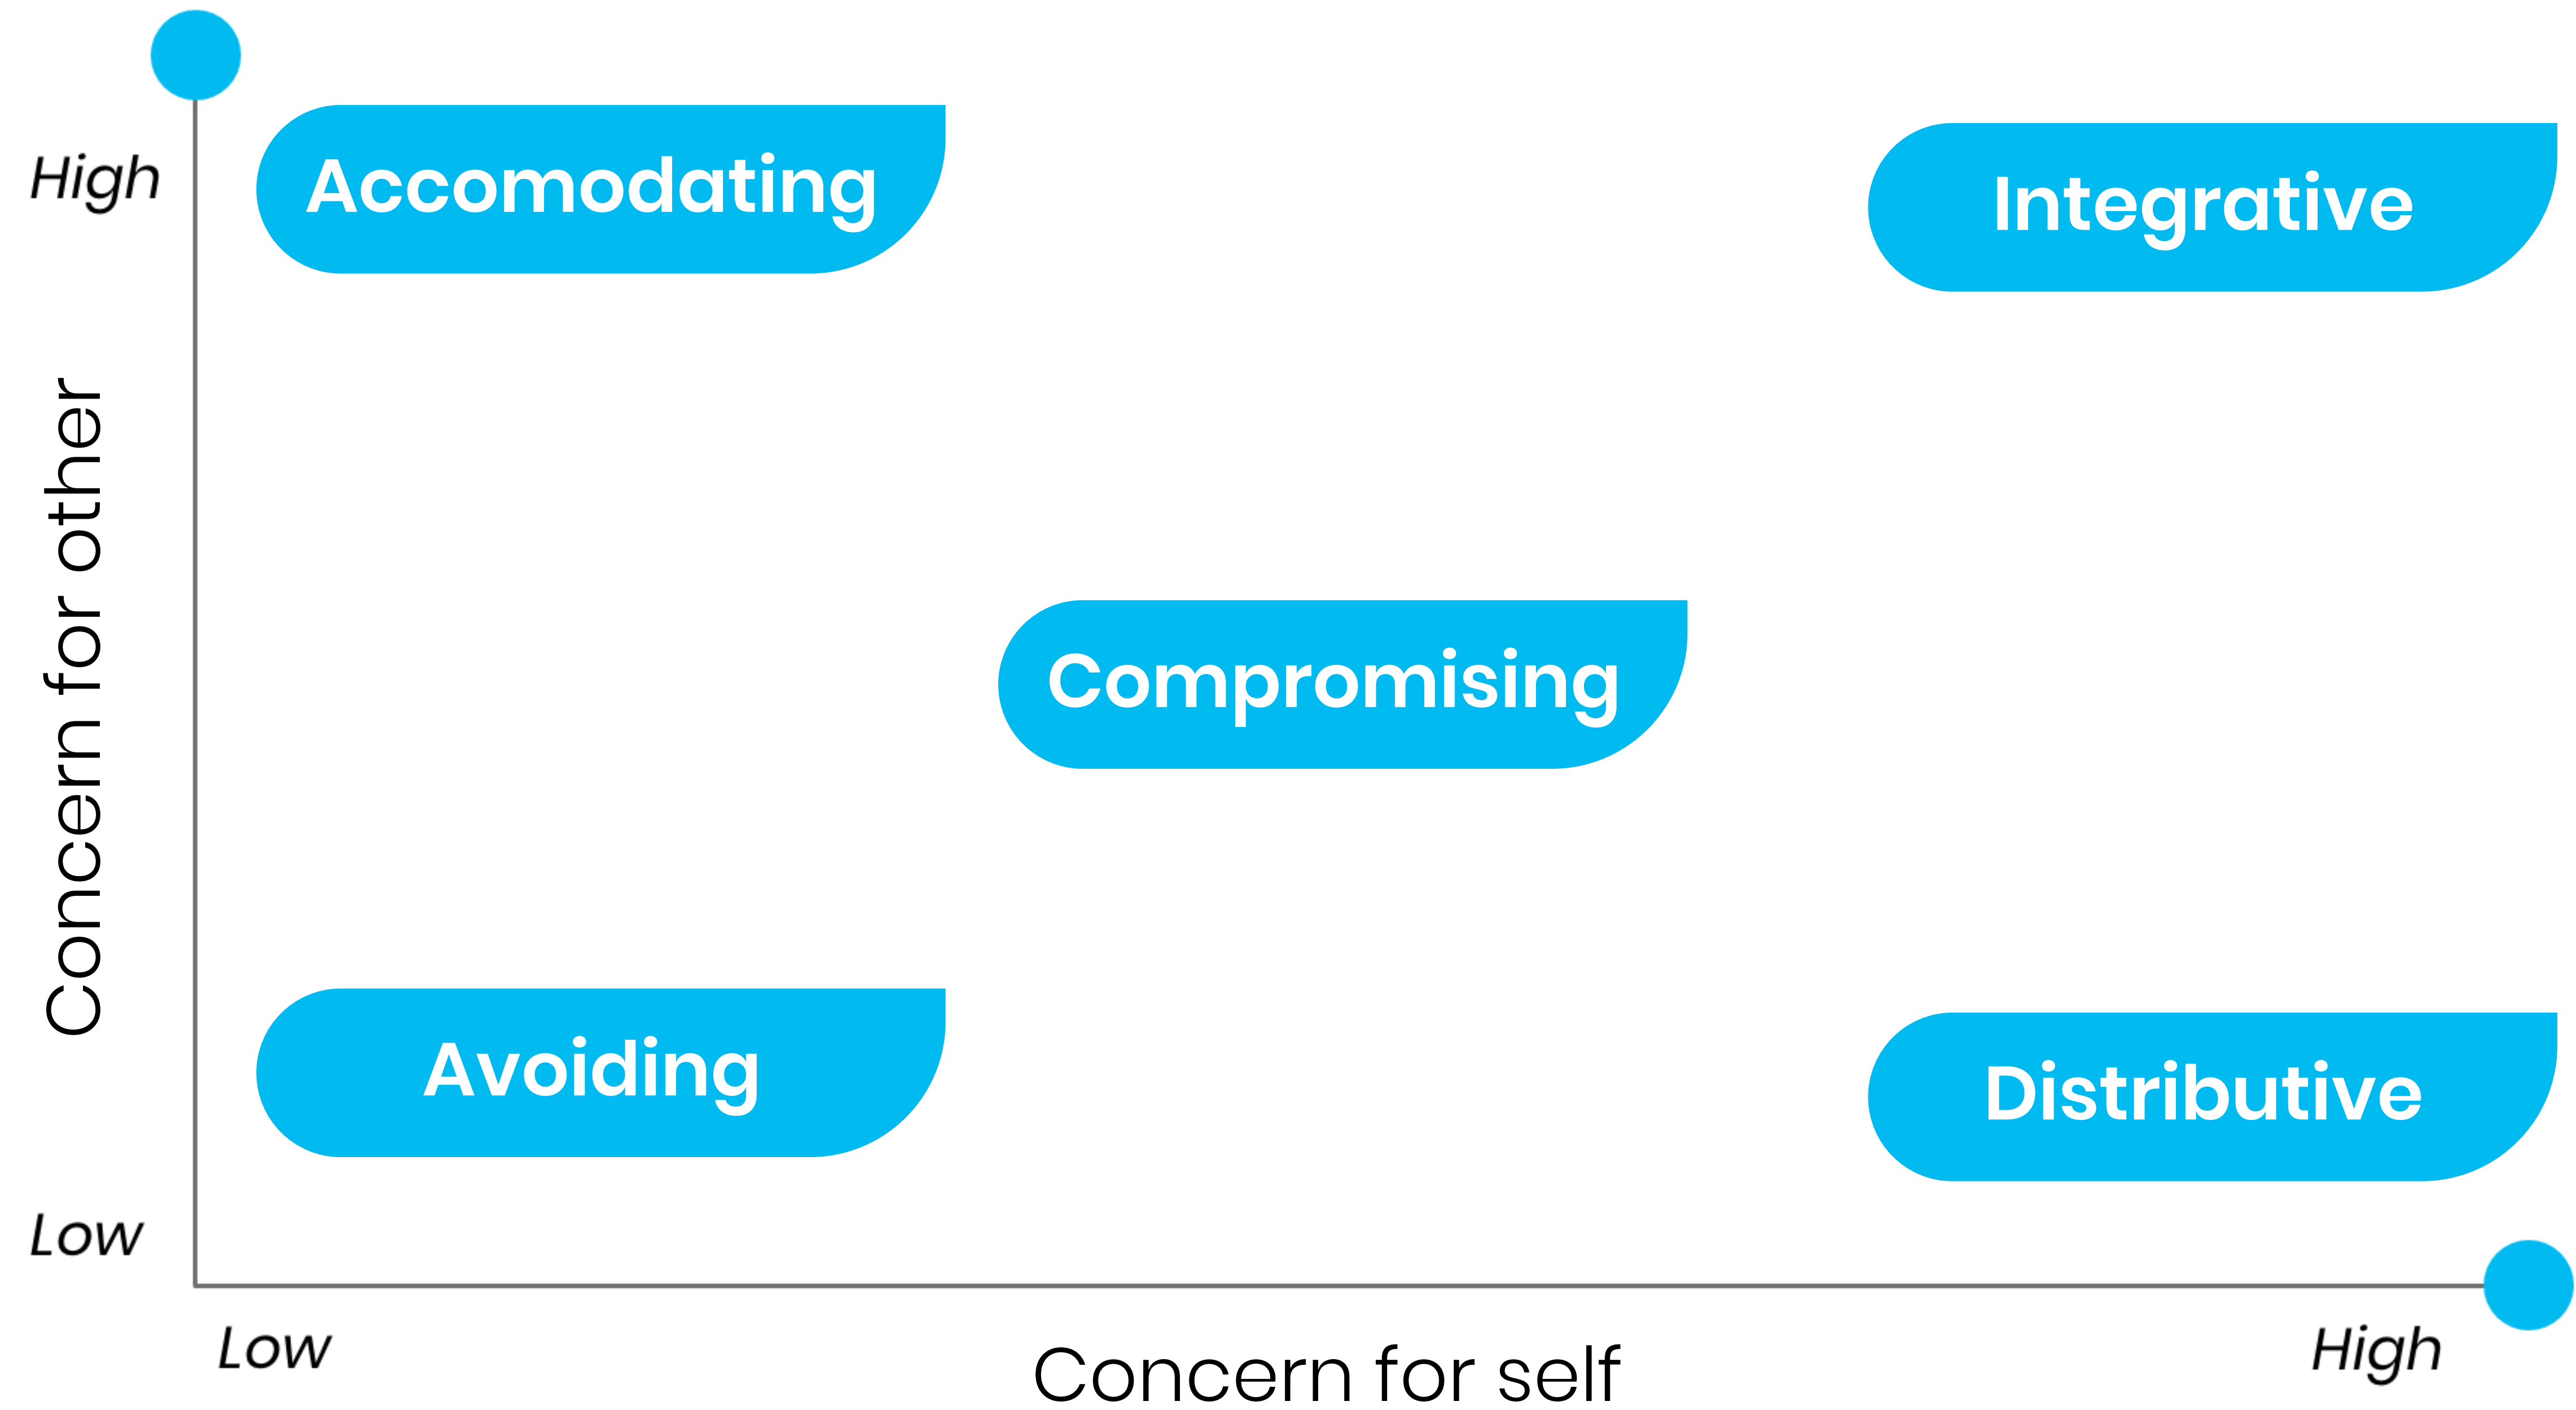 High
Accomodating
Integrative
Concern for other
Compromising
Avoiding
Distributive
Low
Low
Concern for self
High